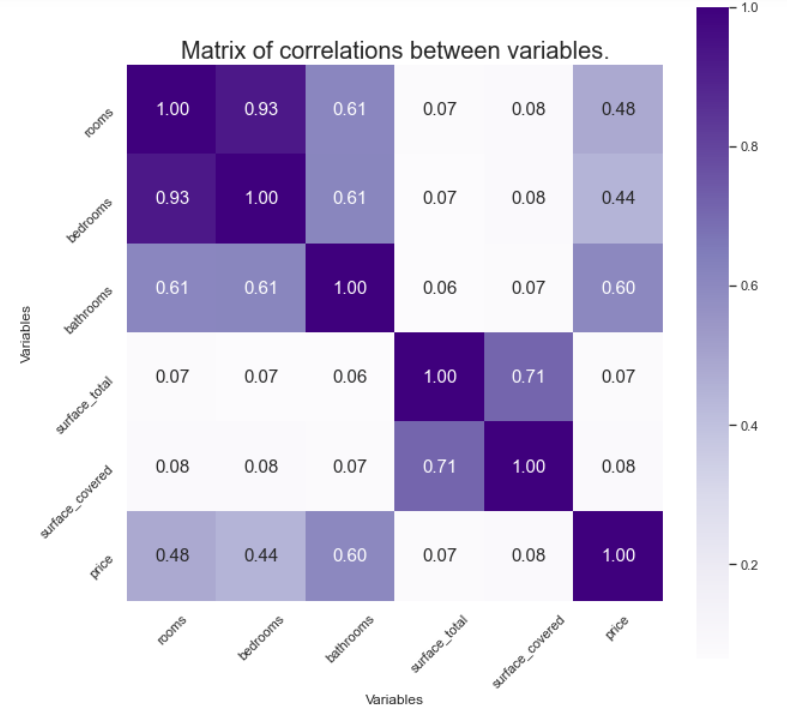 Matrix of correlations between variables.
1.0
rooms 1.00 0.93 0.61 0.07 0.08 0.48
0.8
bedrooms 0.93 1.00 0.61 0.07 0.08 0.44
bathrooms 0.61 0.61 1.00 0.06 0.07 0.60
0.6
Variables
surface_total 0.07 0.07 0.06 1.00 0.71 0.07
0.4
surface_covered 0.08 0.08 0.07 0.71 1.00 0.08
price 0.48 0.44 0.60 0.07 0.08 1.00
0.2
rooms bedrooms bathrooms surface_total surface_covered price
Variables